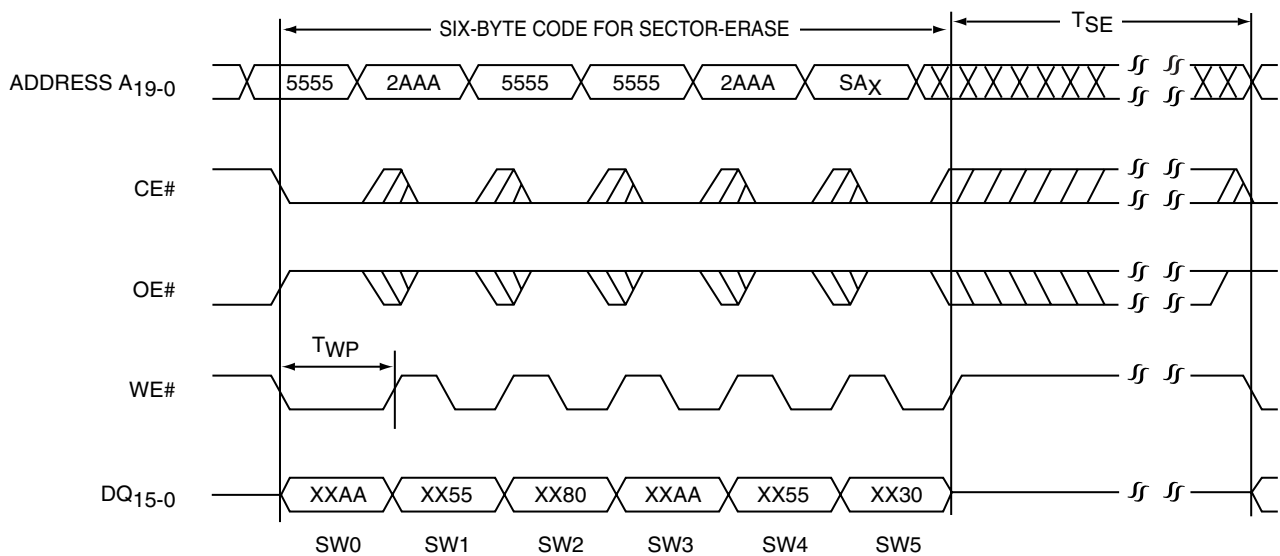 SIX-BYTE CODE FOR SECTOR-ERASE TSE
ADDRESS A19-0 5555 2AAA 5555 5555 2AAA SAX
CE#
OE#
TWP
WE#
DQ15-0 XXAA XX55 XX80 XXAA XX55 XX30
SW0 SW1 SW2 SW3 SW4 SW5